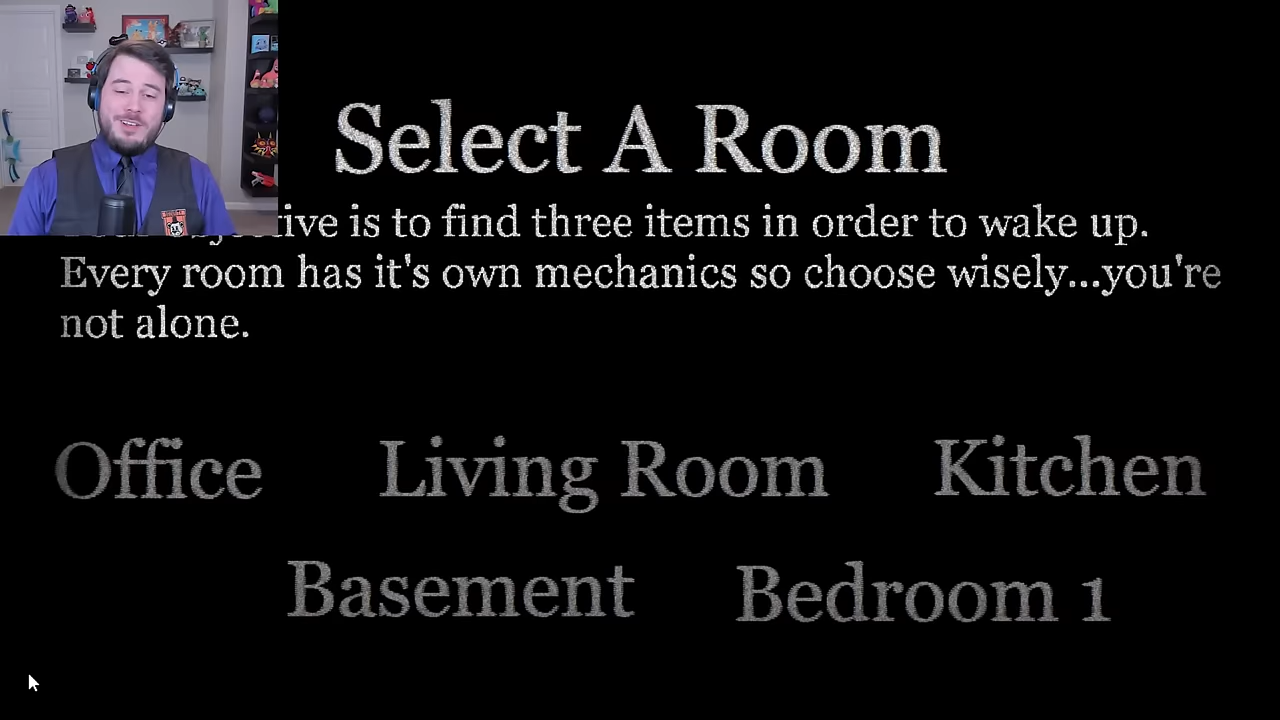 Select A Room
is to find three items in order to wake up.
Every room has it's own mechanics so choose wisely...you're
not alone.
Office Living Room Kitchen
Basement Bedroom 1